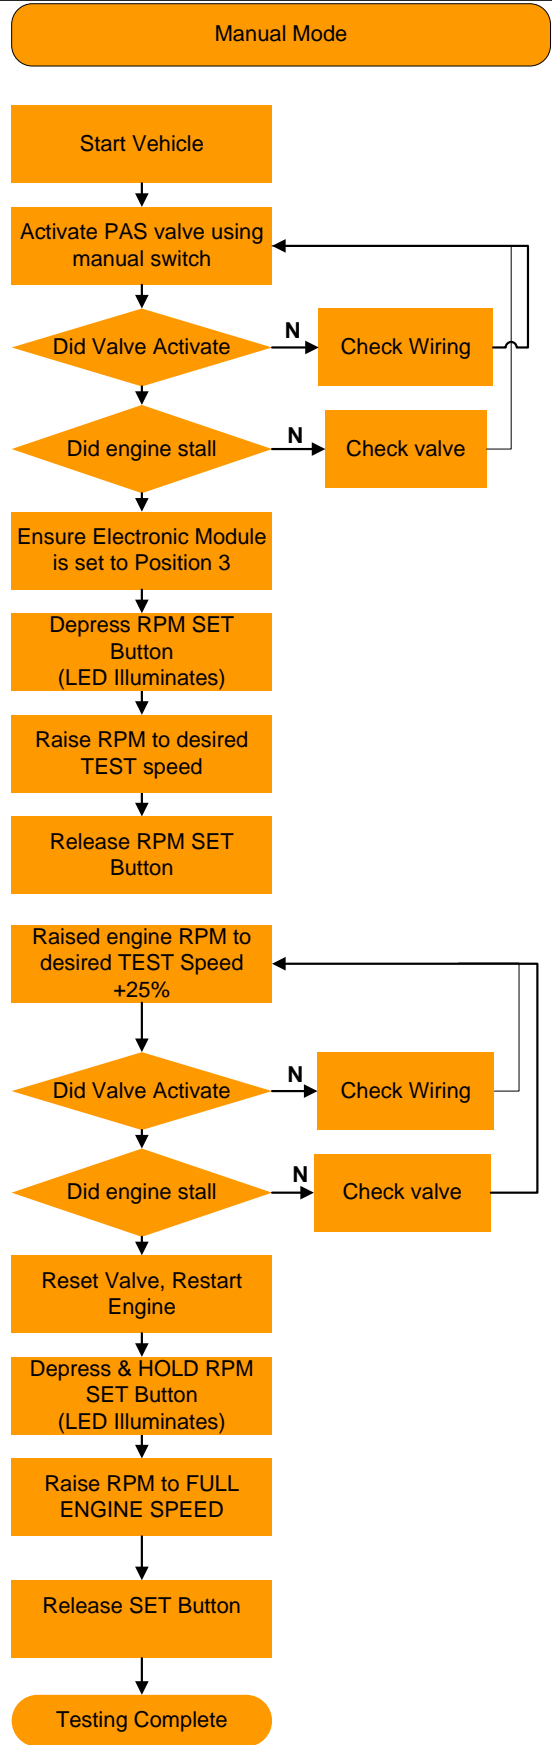 Manual Mode
Start Vehicle
Activate PAS valve using
manual switch
Did Valve Activate
N
Check Wiring
Did engine stall
N
Check valve
Ensure Electronic Module
is set to Position 3
Depress RPM SET
Button
(LED Illuminates)
Raise RPM to desired
TEST speed
Release RPM SET
Button
Raised engine RPM to
desired TEST Speed
+25%
Did Valve Activate
N
Check Wiring
Did engine stall
N
Check valve
Reset Valve, Restart
Engine
Depress & HOLD RPM
SET Button
(LED Illuminates)
Raise RPM to FULL
ENGINE SPEED
Release SET Button
Testing Complete